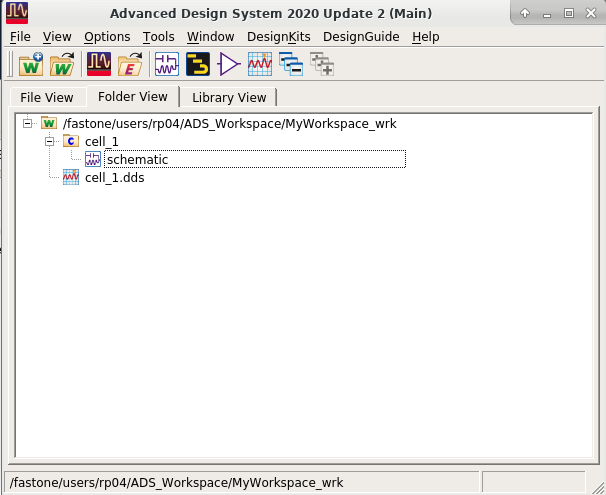 Advanced Design System 2020 Update 2 (Main)
File View Options Tools Window DesignKits DesignGuide Help
W W E
File View Folder View Library View
W /fastone/users/rp04/ADS_Workspace/MyWorkspace_wrk
C cell_1
schematic
cell_1.dds
/fastone/users/rp04/ADS_Workspace/MyWorkspace_wrk